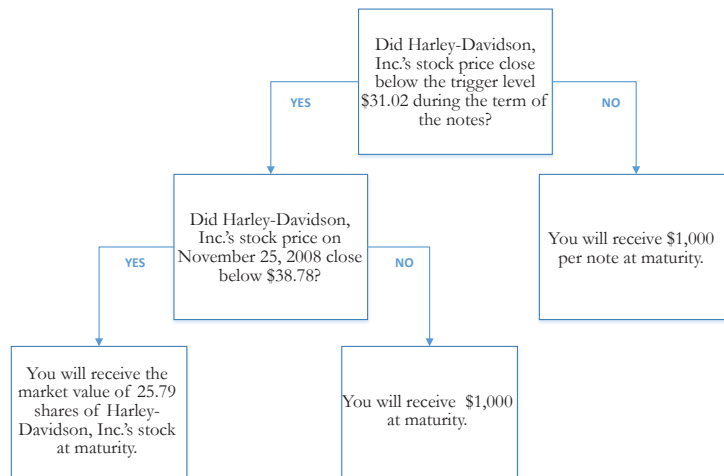 Did Harley-Davidson,
Inc.'s stock price close
below the trigger level
$31.02 during the term of
the notes?
YES
NO
Did Harley-Davidson,
Inc.'s stock price on
November 25, 2008 close
below $38.78?
You will receive $1,000
per note at maturity.
YES
NO
You will receive the
market value of 25.79
shares of Harley-
Davidson, Inc.'s stock
at maturity.
You will receive $1,000
at maturity.